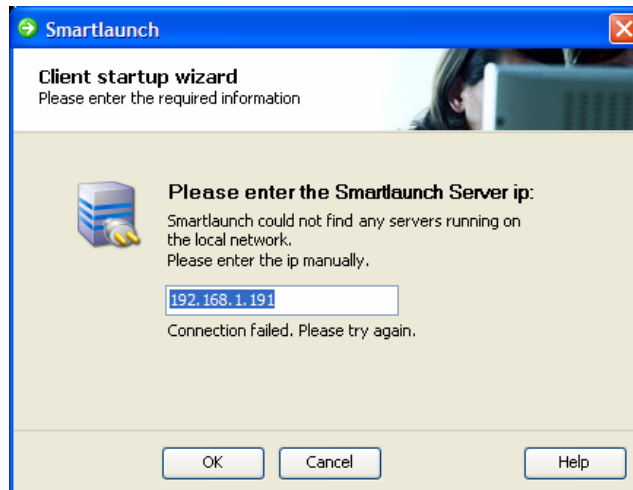 Smartlaunch
Client startup wizard
Please enter the required information
Please enter the Smartlaunch Server ip:
Smartlaunch could not find any servers running on
the local network.
Please enter the ip manually.
192.168.1.191
Connection failed. Please try again.
OK
Cancel
Help